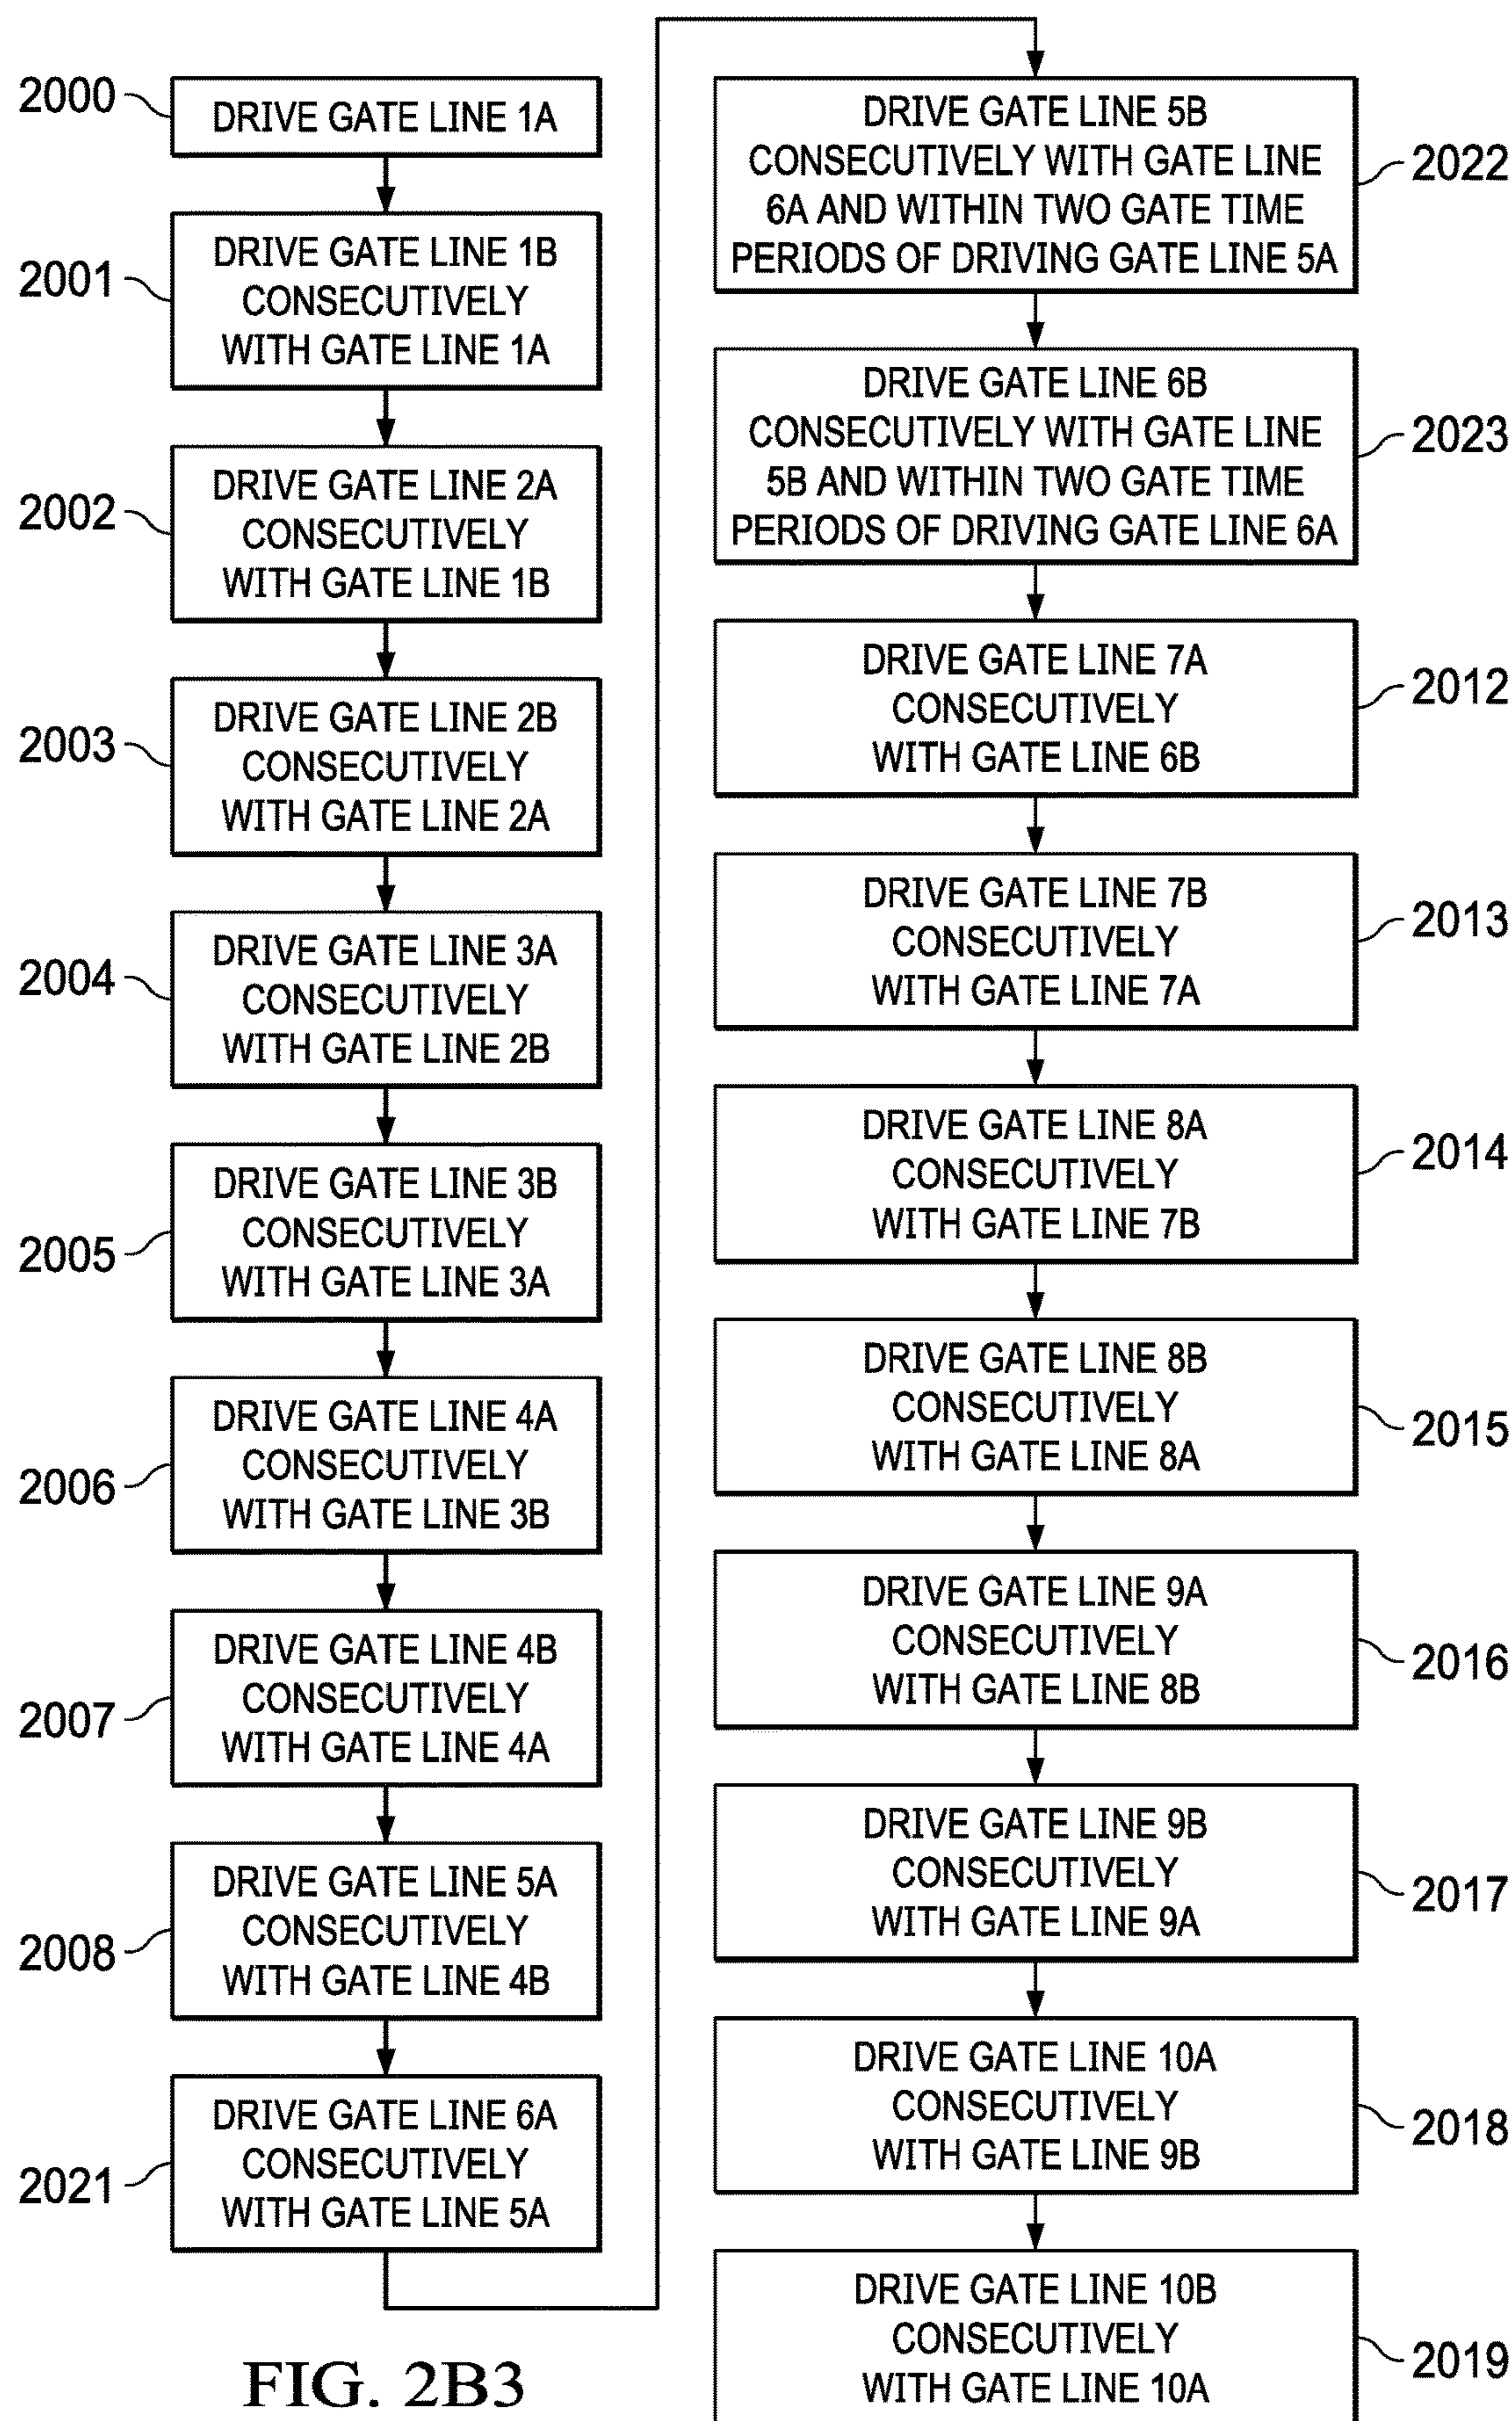 2000
DRIVE GATE LINE 1A
2001
DRIVE GATE LINE 1B
CONSECUTIVELY
WITH GATE LINE 1A
2002
DRIVE GATE LINE 2A
CONSECUTIVELY
WITH GATE LINE 1B
2003
DRIVE GATE LINE 2B
CONSECUTIVELY
WITH GATE LINE 2A
2004
DRIVE GATE LINE 3A
CONSECUTIVELY
WITH GATE LINE 2B
2005
DRIVE GATE LINE 3B
CONSECUTIVELY
WITH GATE LINE 3A
2006
DRIVE GATE LINE 4A
CONSECUTIVELY
WITH GATE LINE 3B
2007
DRIVE GATE LINE 4B
CONSECUTIVELY
WITH GATE LINE 4A
2008
DRIVE GATE LINE 5A
CONSECUTIVELY
WITH GATE LINE 4B
2021
DRIVE GATE LINE 6A
CONSECUTIVELY
WITH GATE LINE 5A
DRIVE GATE LINE 5B
CONSECUTIVELY WITH GATE LINE
6A AND WITHIN TWO GATE TIME
PERIODS OF DRIVING GATE LINE 5A
2022
DRIVE GATE LINE 6B
CONSECUTIVELY WITH GATE LINE
5B AND WITHIN TWO GATE TIME
PERIODS OF DRIVING GATE LINE 6A
2023
DRIVE GATE LINE 7A
CONSECUTIVELY
WITH GATE LINE 6B
2012
DRIVE GATE LINE 7B
CONSECUTIVELY
WITH GATE LINE 7A
2013
DRIVE GATE LINE 8A
CONSECUTIVELY
WITH GATE LINE 7B
2014
DRIVE GATE LINE 8B
CONSECUTIVELY
WITH GATE LINE 8A
2015
DRIVE GATE LINE 9A
CONSECUTIVELY
WITH GATE LINE 8B
2016
DRIVE GATE LINE 9B
CONSECUTIVELY
WITH GATE LINE 9A
2017
DRIVE GATE LINE 10A
CONSECUTIVELY
WITH GATE LINE 9B
2018
DRIVE GATE LINE 10B
CONSECUTIVELY
WITH GATE LINE 10A
2019
FIG. 2B3